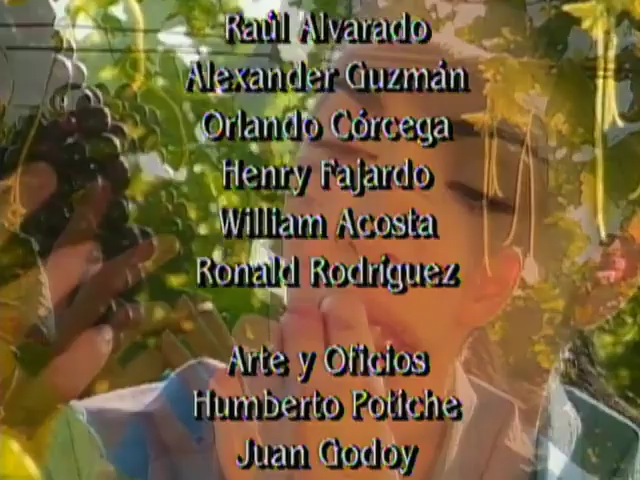 Raúl Alvarado
Alexander Guzmán
Orlando Córcega
Henry Fajardo
William Acosta
Ronald Rodríguez
Arte y Oficios
Humberto Potiche
Juan Godoy